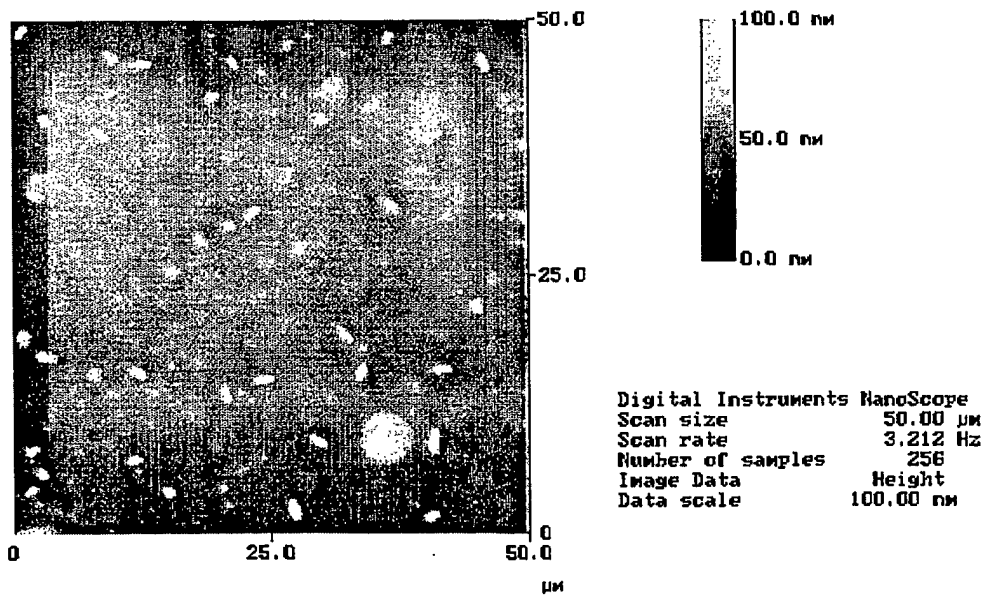 50.0
25.0
0
0
25.0
50.0
µm
100.0 nm
50.0 nm
0.0 nm
Digital Instruments NanoScope
Scan size 50.00 µm
Scan rate 3.212 Hz
Number of samples 256
Image Data Height
Data scale 100.00 nm